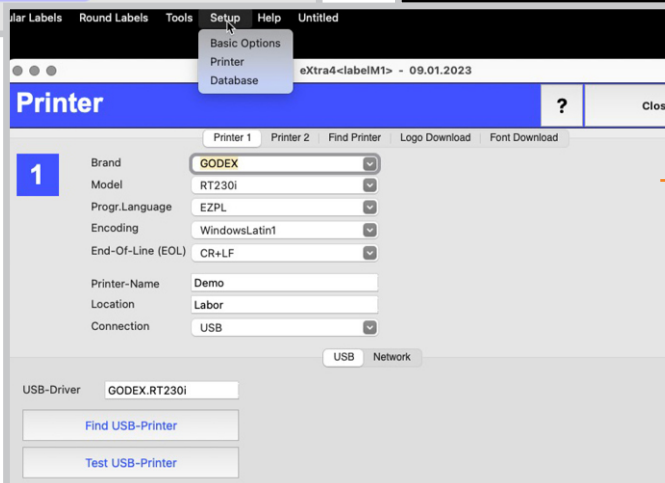 ular Labels Round Labels Tools Setup Help Untitled
Basic Options
Printer
Database
eXtra4<labelM1> - 09.01.2023
Printer
?
Clos
Printer 1 Printer 2 Find Printer Logo Download Font Download
1
Brand GODEX
Model RT230i
Progr.Language EZPL
Encoding WindowsLatin1
End-Of-Line (EOL) CR+LF
Printer-Name Demo
Location Labor
Connection USB
USB Network
USB-Driver GODEX.RT230i
Find USB-Printer
Test USB-Printer